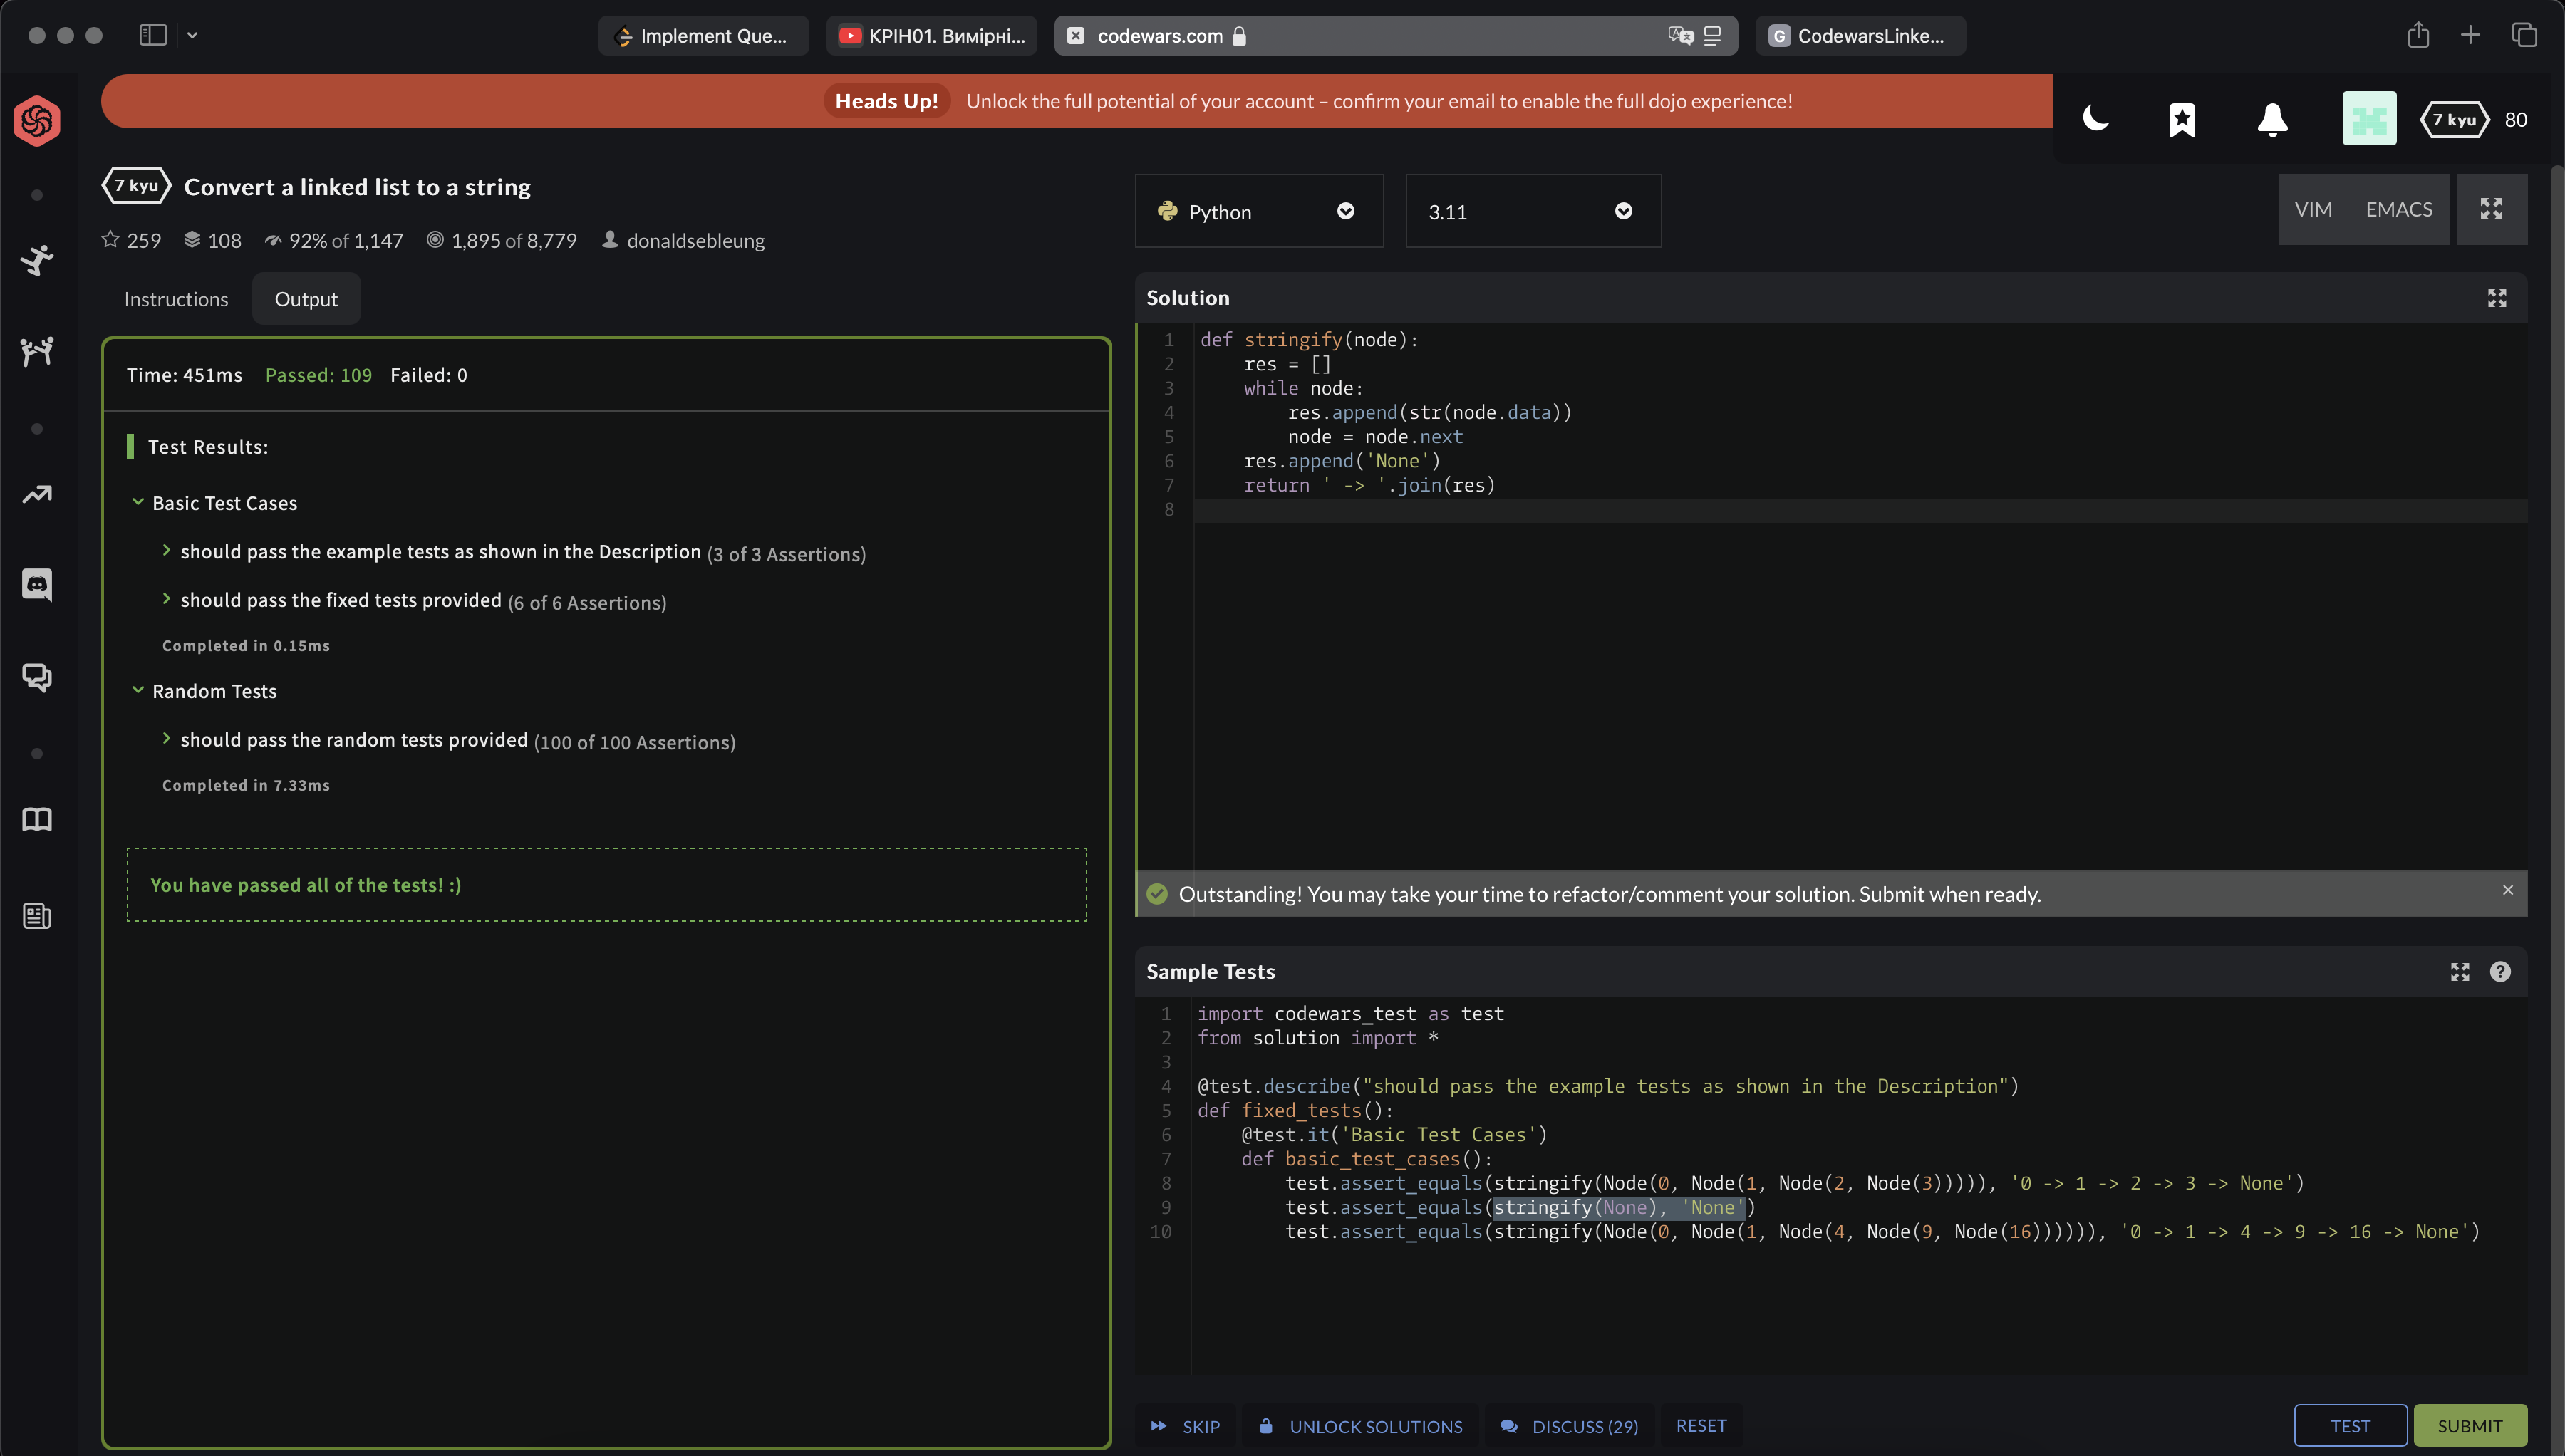 Implement Que...
КРІН01. Вимірні...
codewars.com
G CodewarsLinke...
Heads Up! Unlock the full potential of your account – confirm your email to enable the full dojo experience!
7 kyu 80
7 kyu Convert a linked list to a string
259 108 92% of 1,147 1,895 of 8,779 donaldsebleung
Python
3.11
VIM EMACS
Instructions Output
Time: 451ms Passed: 109 Failed: 0
Test Results:
Basic Test Cases
should pass the example tests as shown in the Description (3 of 3 Assertions)
should pass the fixed tests provided (6 of 6 Assertions)
Completed in 0.15ms
Random Tests
should pass the random tests provided (100 of 100 Assertions)
Completed in 7.33ms
You have passed all of the tests! :)
Solution
1 def stringify(node):
2 res = []
3 while node:
4 res.append(str(node.data))
5 node = node.next
6 res.append('None')
7 return ' -> '.join(res)
8
Outstanding! You may take your time to refactor/comment your solution. Submit when ready.
Sample Tests
1 import codewars_test as test
2 from solution import *
3
4 @test.describe("should pass the example tests as shown in the Description")
5 def fixed_tests():
6 @test.it('Basic Test Cases')
7 def basic_test_cases():
8 test.assert_equals(stringify(Node(0, Node(1, Node(2, Node(3))))), '0 -> 1 -> 2 -> 3 -> None')
9 test.assert_equals(stringify(None), 'None')
10 test.assert_equals(stringify(Node(0, Node(1, Node(4, Node(9, Node(16)))))), '0 -> 1 -> 4 -> 9 -> 16 -> None')
SKIP UNLOCK SOLUTIONS DISCUSS (29) RESET
TEST SUBMIT